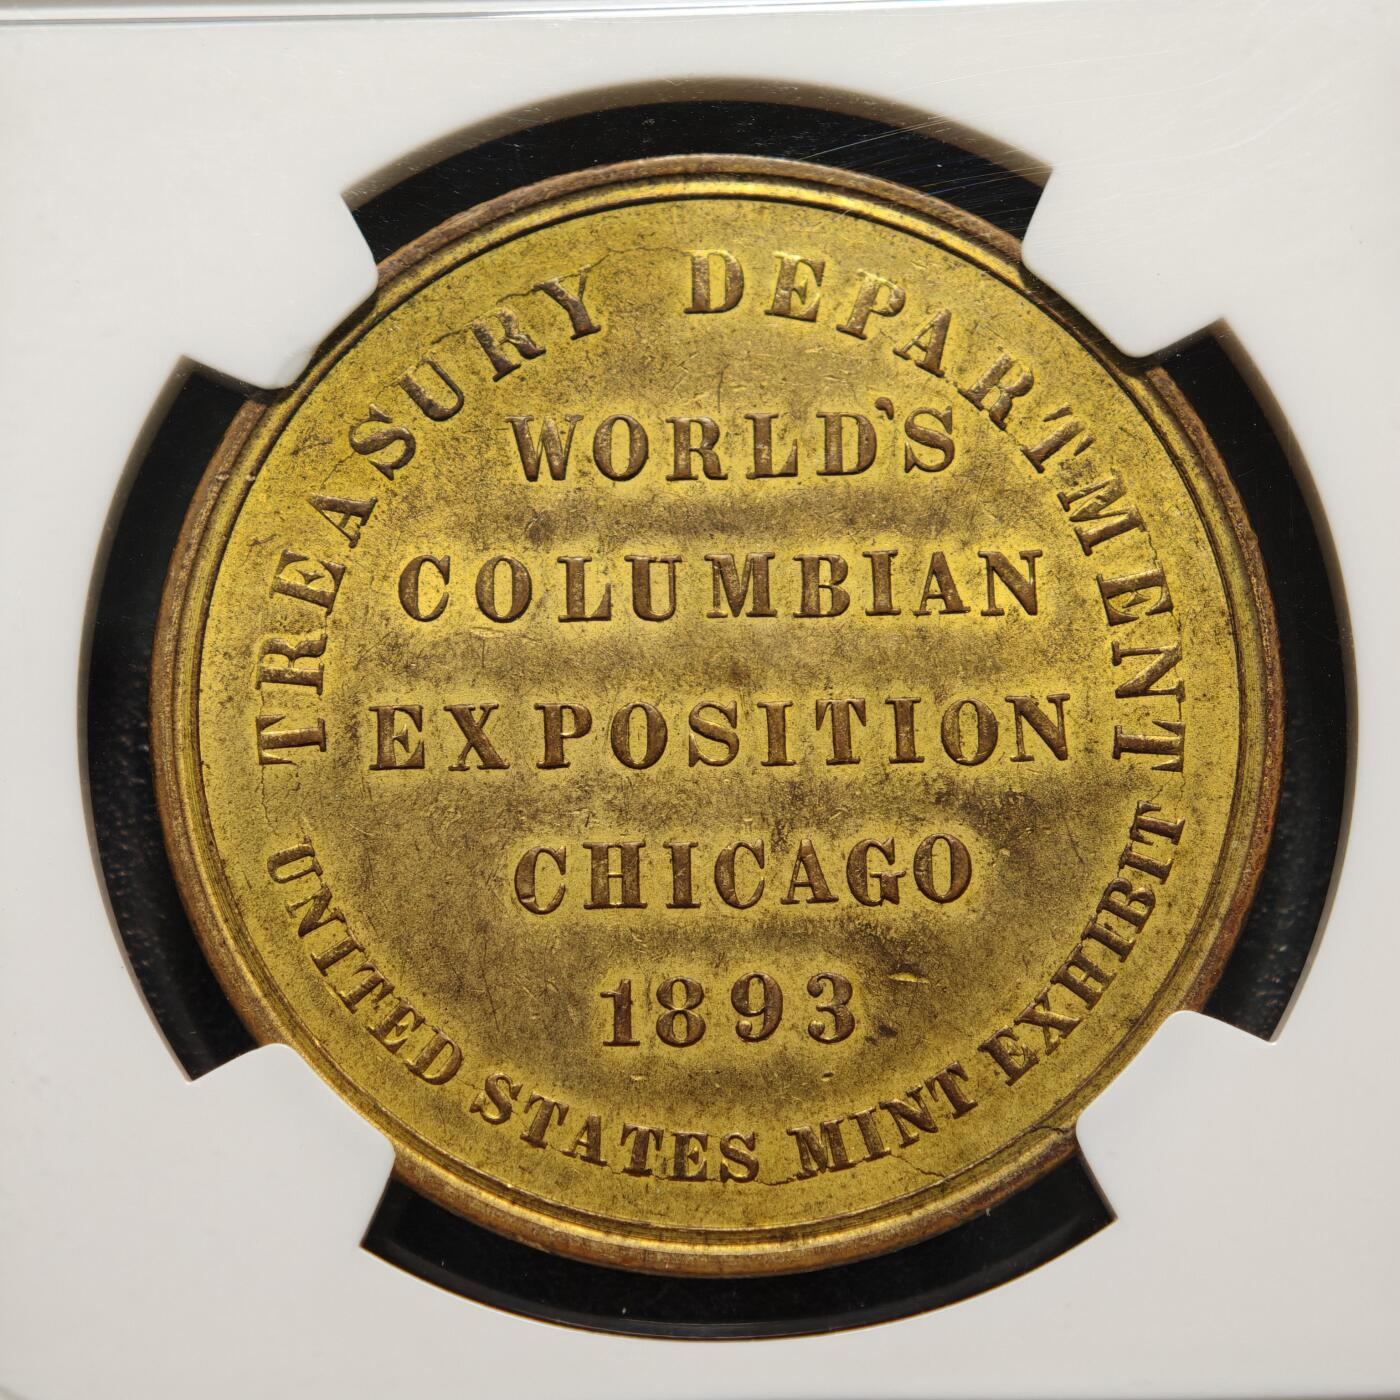 TREASURY DEPARTMENT
WORLD'S
COLUMBIAN
EXPOSITION
CHICAGO
1893
UNITED STATES MINT EXHIBIT